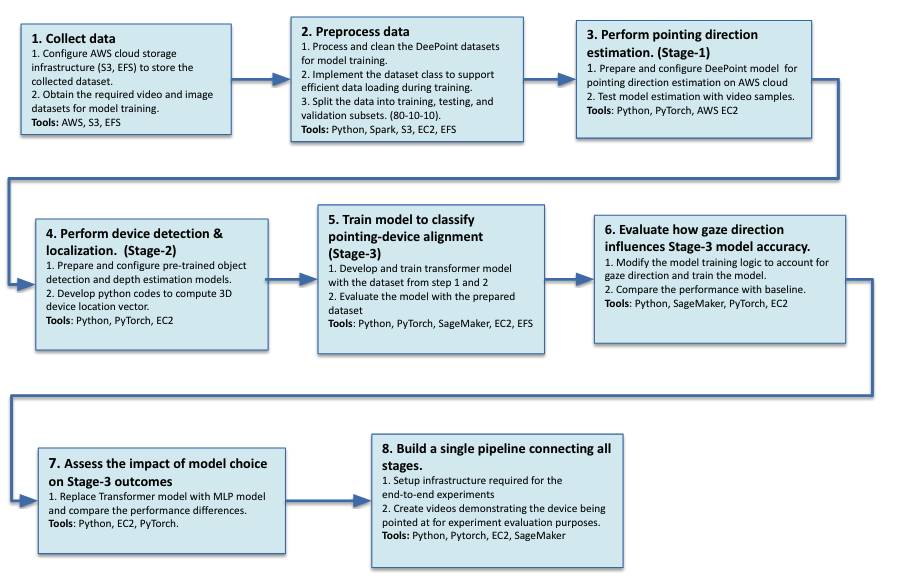 1. Collect data
1. Configure AWS cloud storage
infrastructure (S3, EFS) to store the
collected dataset.
2. Obtain the required video and image
datasets for model training.
Tools: AWS, S3, EFS
2. Preprocess data
1. Process and clean the DeePoint datasets
for model training.
2. Implement the dataset class to support
efficient data loading during training.
3. Split the data into training, testing, and
validation subsets. (80-10-10).
Tools: Python, Spark, S3, EC2, EFS
3. Perform pointing direction
estimation. (Stage-1)
1. Prepare and configure DeePoint model for
pointing direction estimation on AWS cloud
2. Test model estimation with video samples.
Tools: Python, PyTorch, AWS EC2
4. Perform device detection &
localization. (Stage-2)
1. Prepare and configure pre-trained object
detection and depth estimation models.
2. Develop python codes to compute 3D
device location vector.
Tools: Python, PyTorch, EC2
5. Train model to classify
pointing-device alignment
(Stage-3)
1. Develop and train transformer model
with the dataset from step 1 and 2
2. Evaluate the model with the prepared
dataset
Tools: Python, PyTorch, SageMaker, EC2, EFS
6. Evaluate how gaze direction
influences Stage-3 model accuracy.
1. Modify the model training logic to account for
gaze direction and train the model.
2. Compare the performance with baseline.
Tools: Python, SageMaker, PyTorch, EC2
7. Assess the impact of model choice
on Stage-3 outcomes
1. Replace Transformer model with MLP model
and compare the performance differences.
Tools: Python, EC2, PyTorch.
8. Build a single pipeline connecting all
stages.
1. Setup infrastructure required for the
end-to-end experiments
2. Create videos demonstrating the device being
pointed at for experiment evaluation purposes.
Tools: Python, Pytorch, EC2, SageMaker